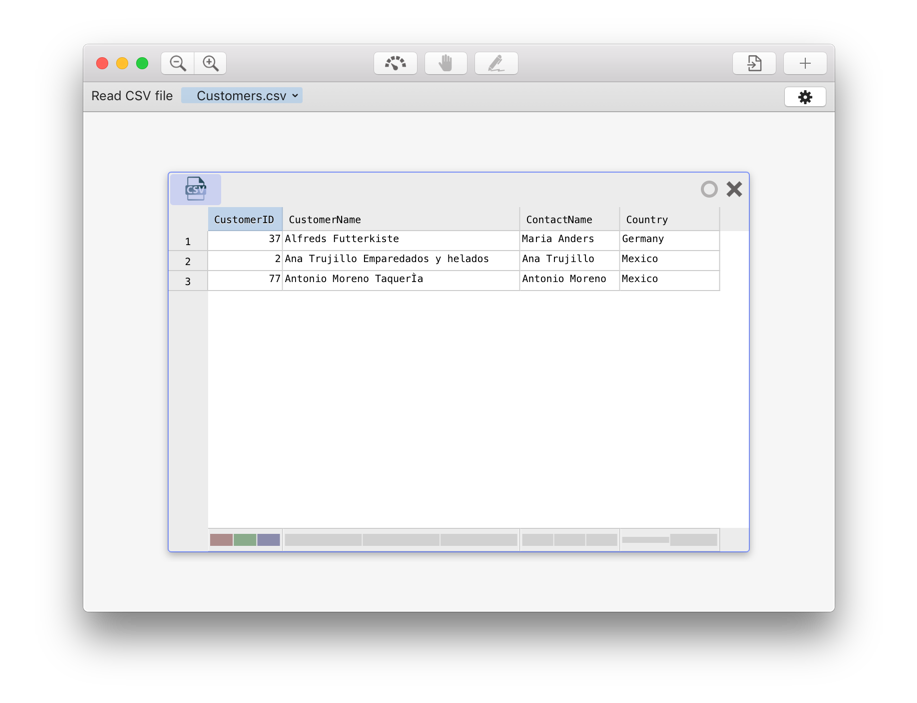 Read CSV file Customers.csv
CSV
CustomerID CustomerName ContactName Country
1 37 Alfreds Futterkiste Maria Anders Germany
2 2 Ana Trujillo Emparedados y helados Ana Trujillo Mexico
3 77 Antonio Moreno TaquerÎa Antonio Moreno Mexico